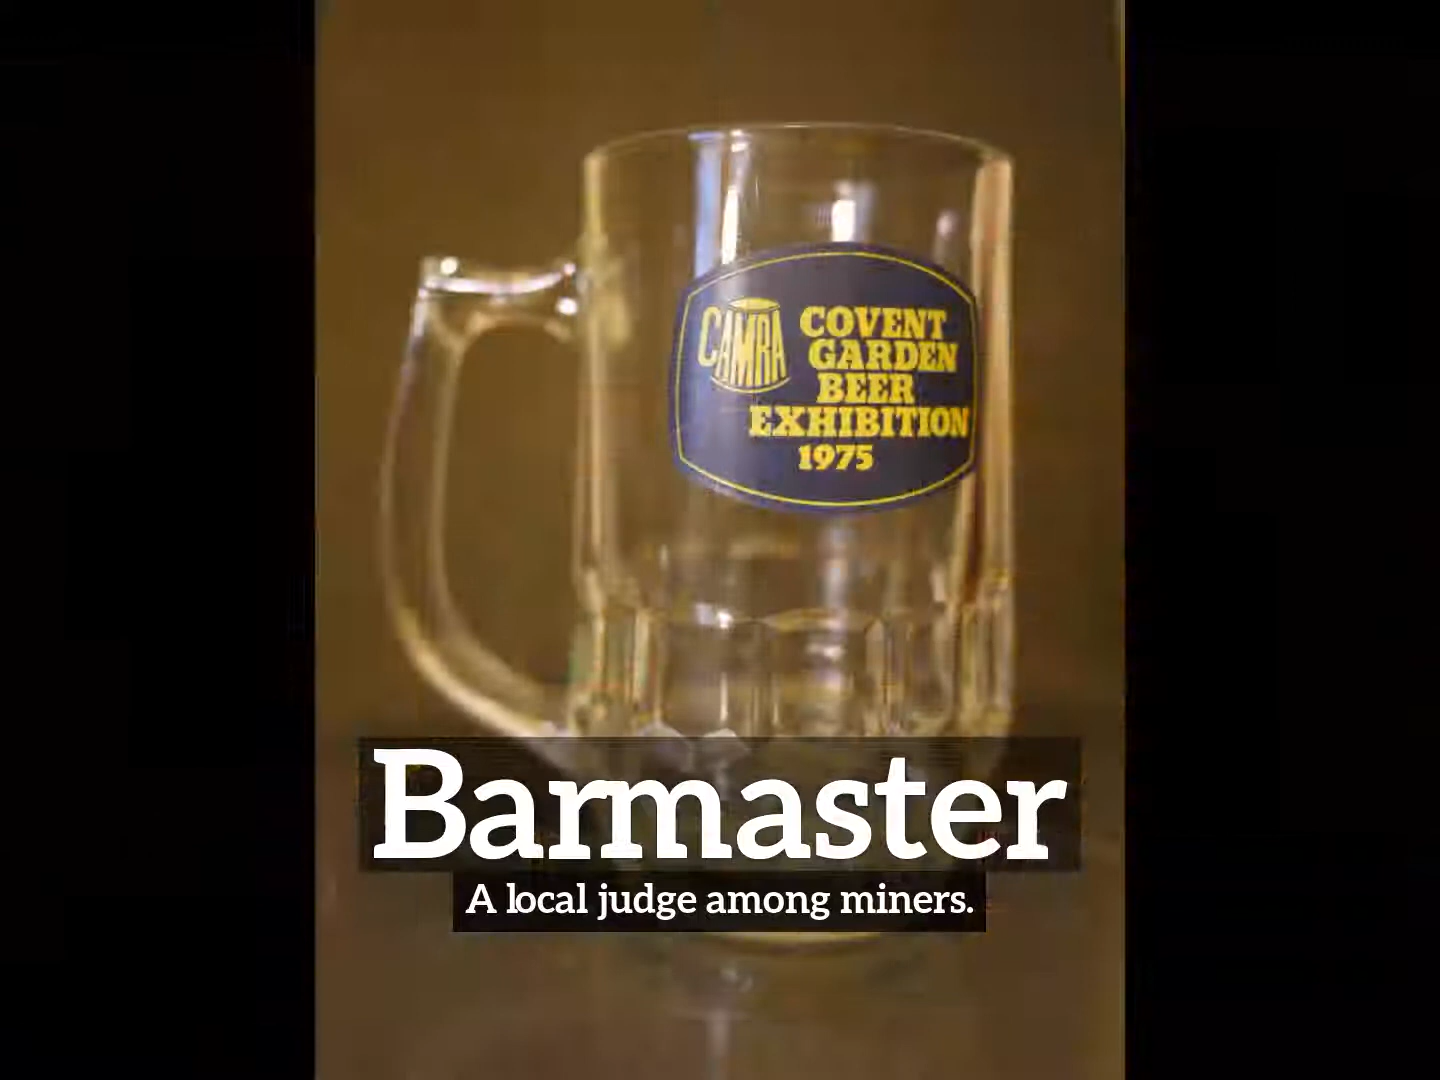 CAMRA
COVENT
GARDEN
BEER
EXHIBITION
1975
Barmaster
A local judge among miners.